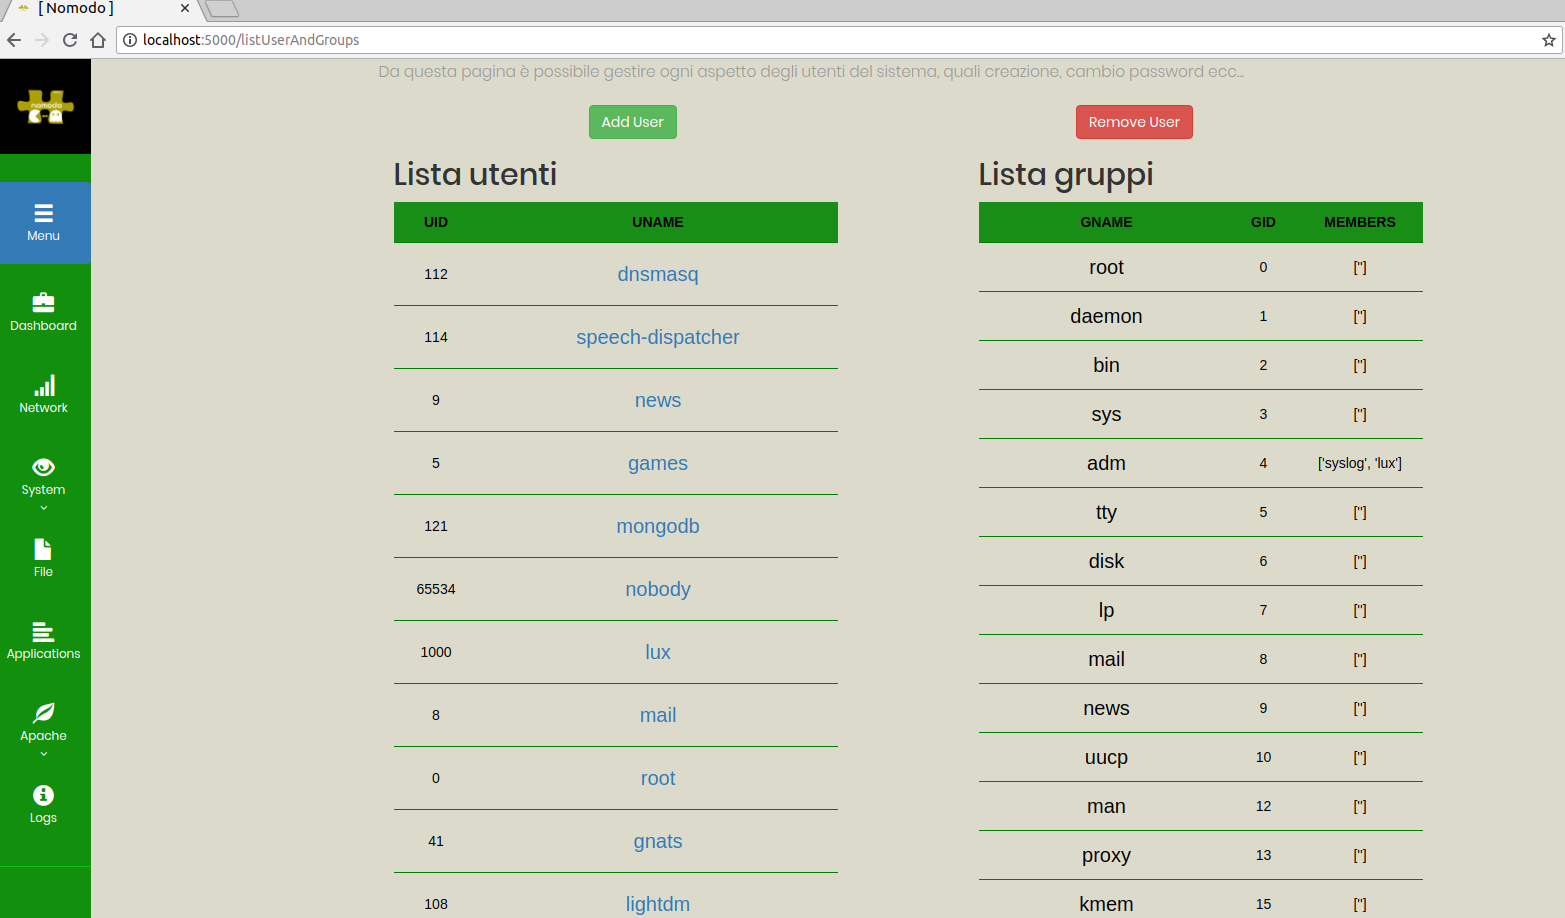 [ Nomodo ]
localhost:5000/listUserAndGroups
nomodo
Da questa pagina è possibile gestire ogni aspetto degli utenti del sistema, quali creazione, cambio password ecc...
Add User
Remove User
Menu
Dashboard
Network
System
File
Applications
Apache
Logs
Lista utenti
UID UNAME
112 dnsmasq
114 speech-dispatcher
9 news
5 games
121 mongodb
65534 nobody
1000 lux
8 mail
0 root
41 gnats
108 lightdm
Lista gruppi
GNAME GID MEMBERS
root 0 ['']
daemon 1 ['']
bin 2 ['']
sys 3 ['']
adm 4 ['syslog', 'lux']
tty 5 ['']
disk 6 ['']
lp 7 ['']
mail 8 ['']
news 9 ['']
uucp 10 ['']
man 12 ['']
proxy 13 ['']
kmem 15 ['']